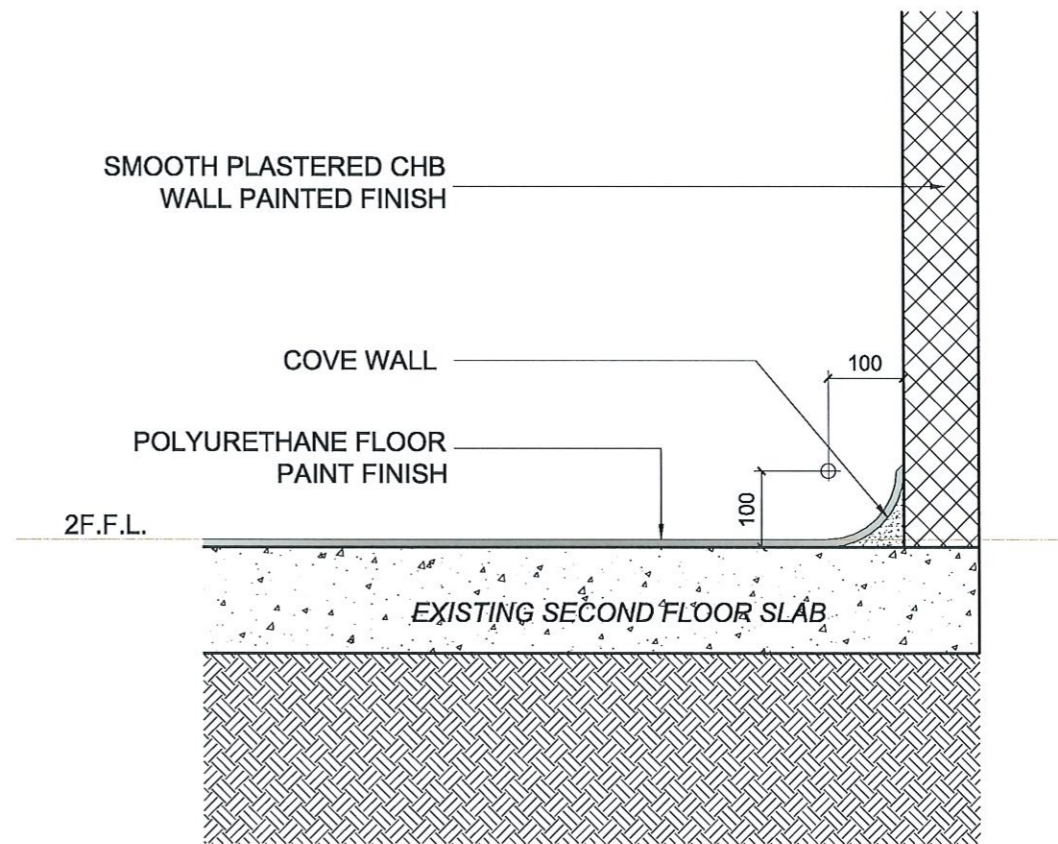 SMOOTH PLASTERED CHB
WALL PAINTED FINISH
COVE WALL
100
POLYURETHANE FLOOR
PAINT FINISH
100
2F.F.L.
EXISTING SECOND FLOOR SLAB